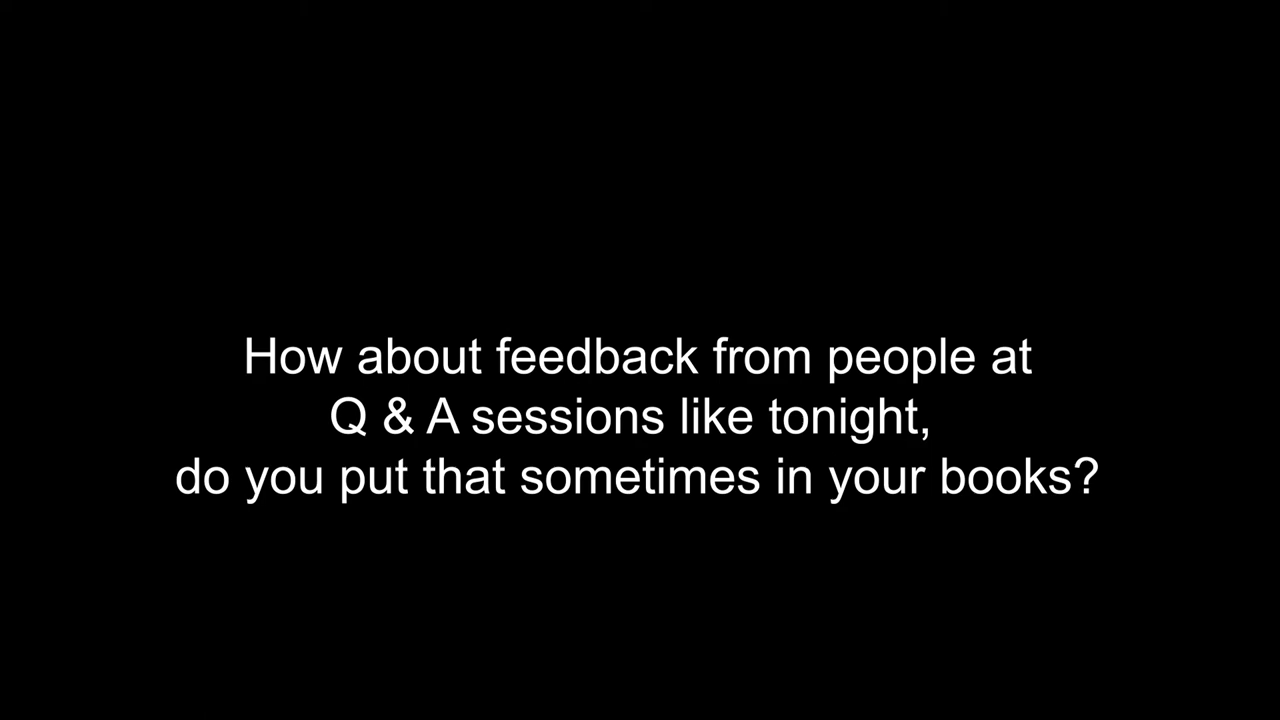 How about feedback from people at
Q & A sessions like tonight,
do you put that sometimes in your books?